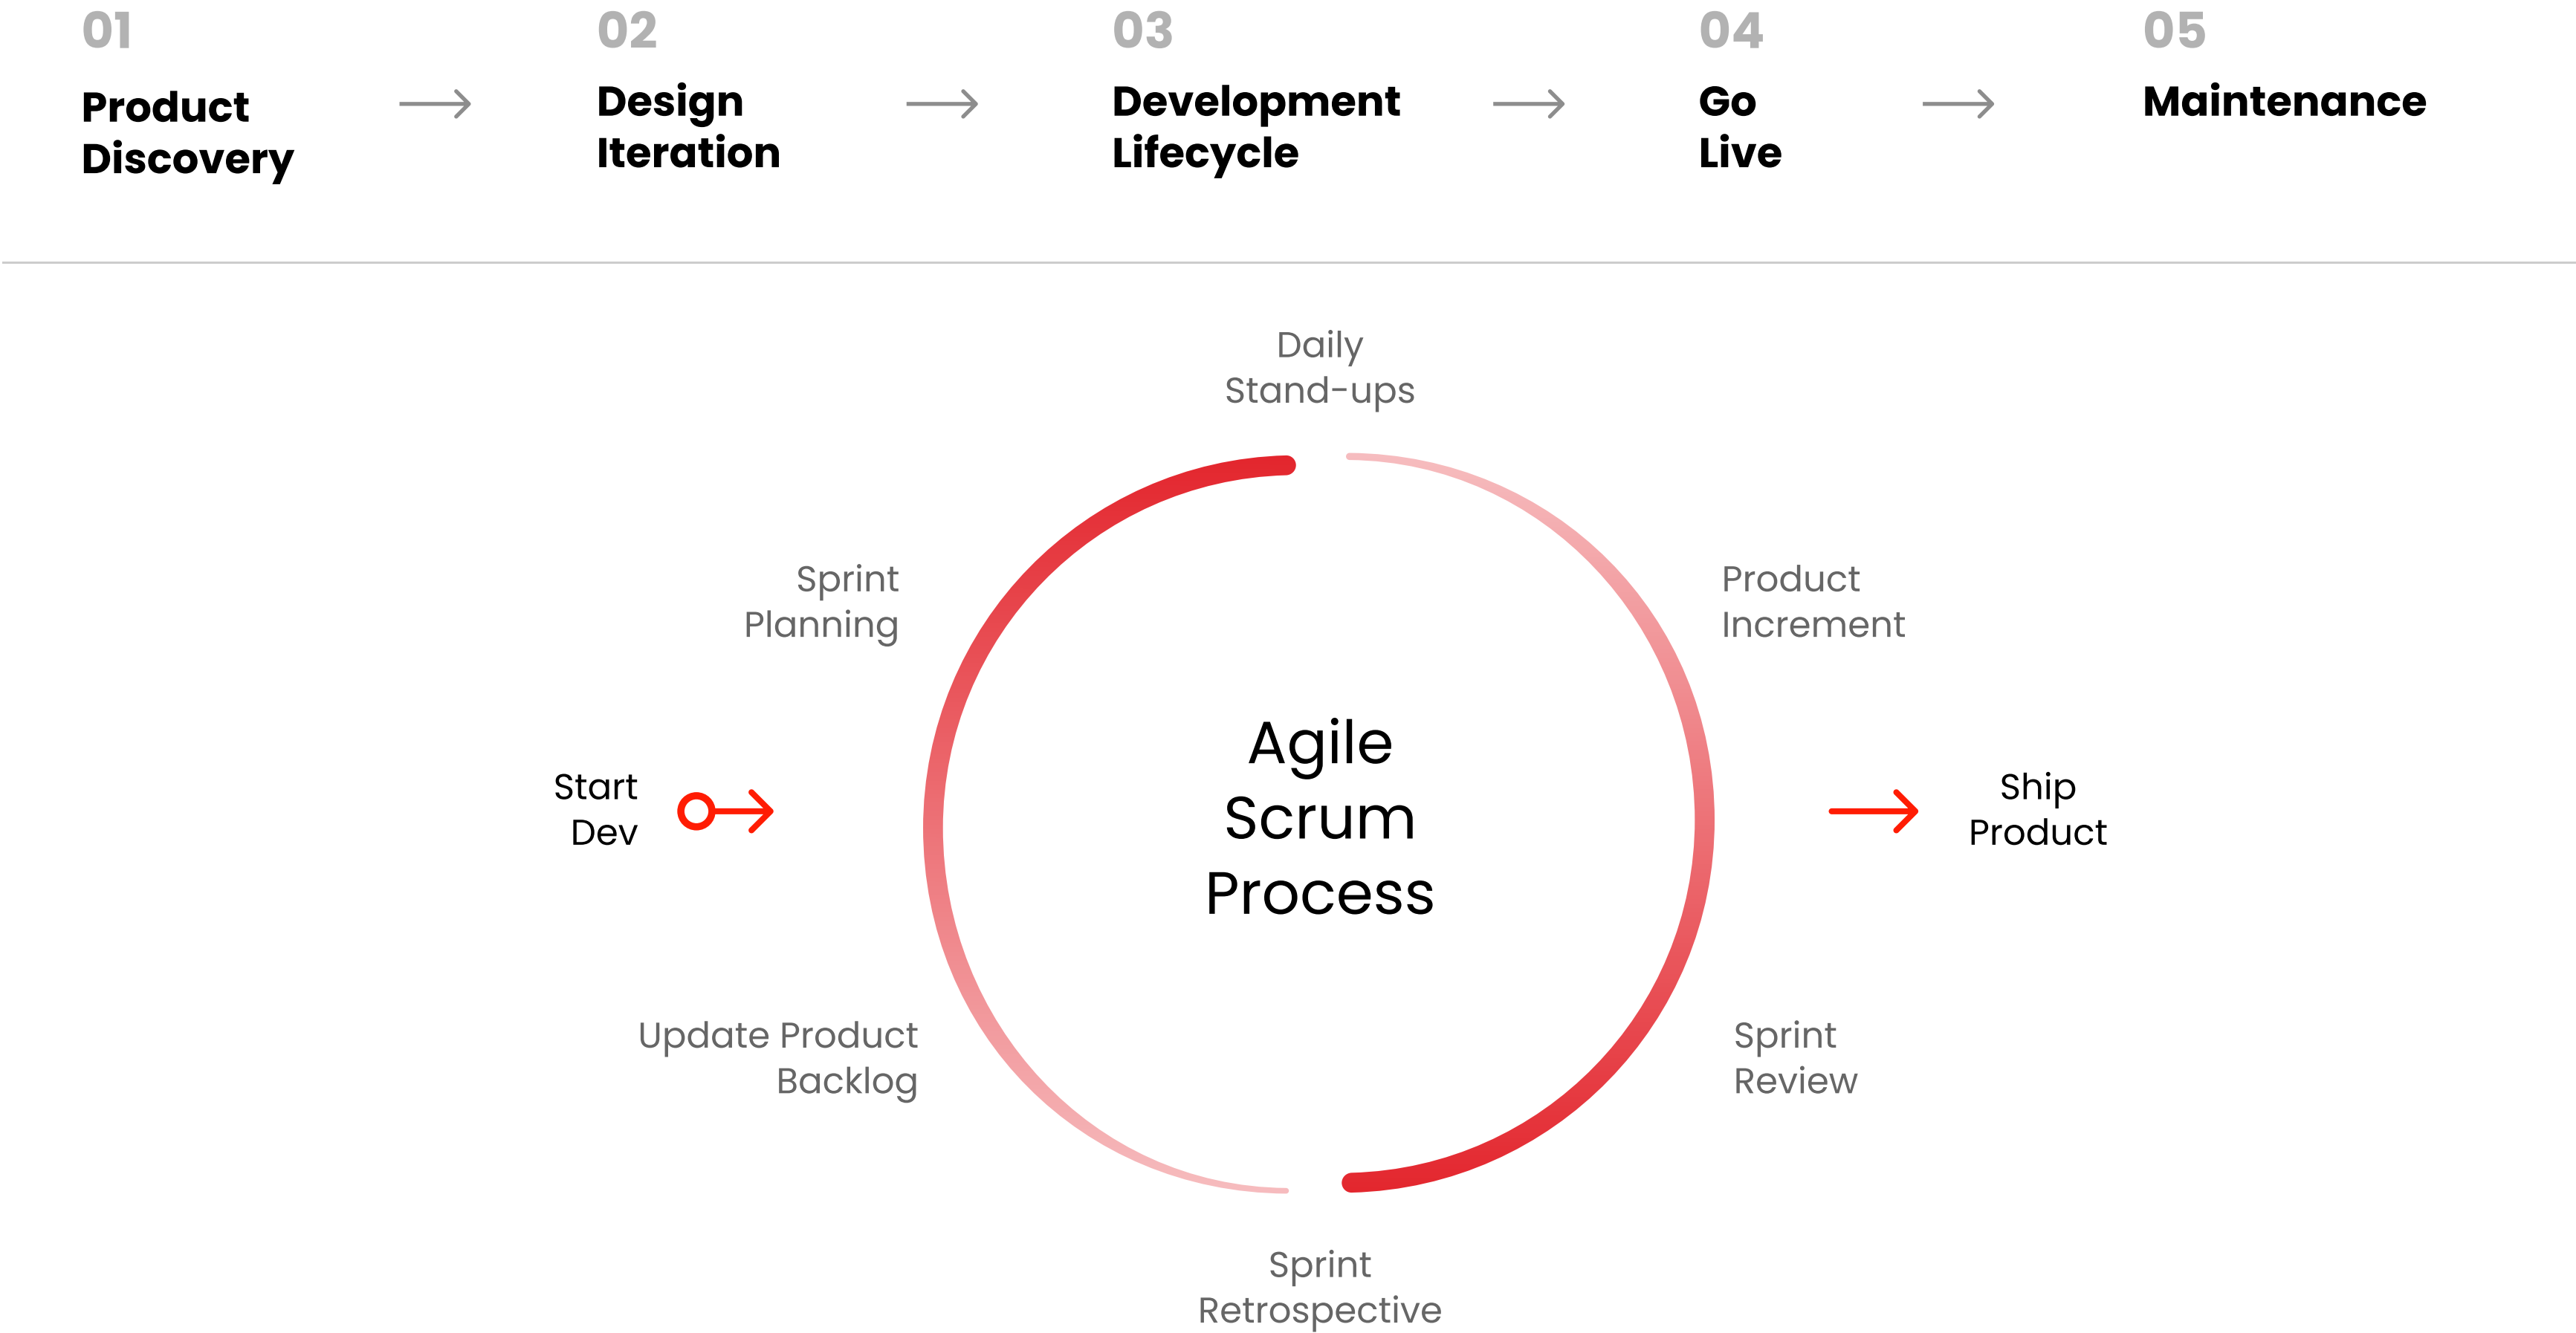 01
Product
Discovery
02
Design
Iteration
03
Development
Lifecycle
04
Go
Live
05
Maintenance
Daily
Stand-ups
Sprint
Planning
Product
Increment
Start
Dev
Agile
Scrum
Process
Ship
Product
Update Product
Backlog
Sprint
Review
Sprint
Retrospective